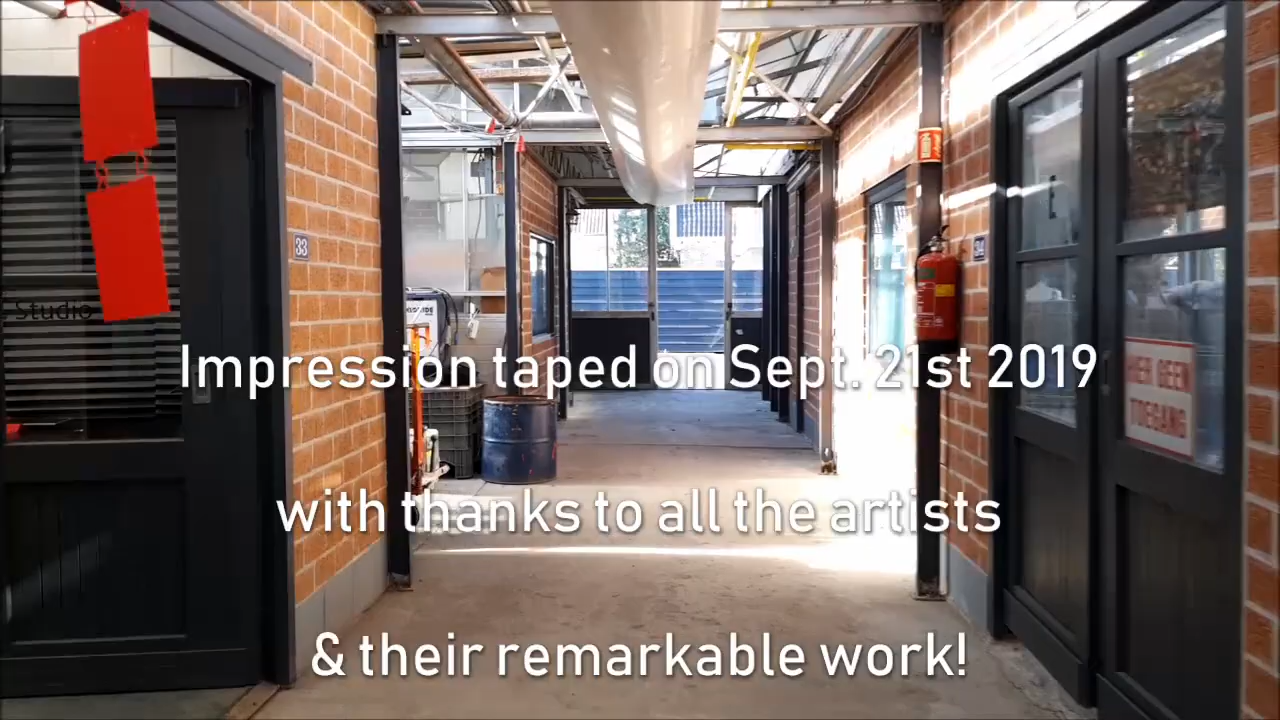 33
Studio
34
HIER GEEN
TOEGANG
Impression taped on Sept. 21st 2019
with thanks to all the artists
& their remarkable work!